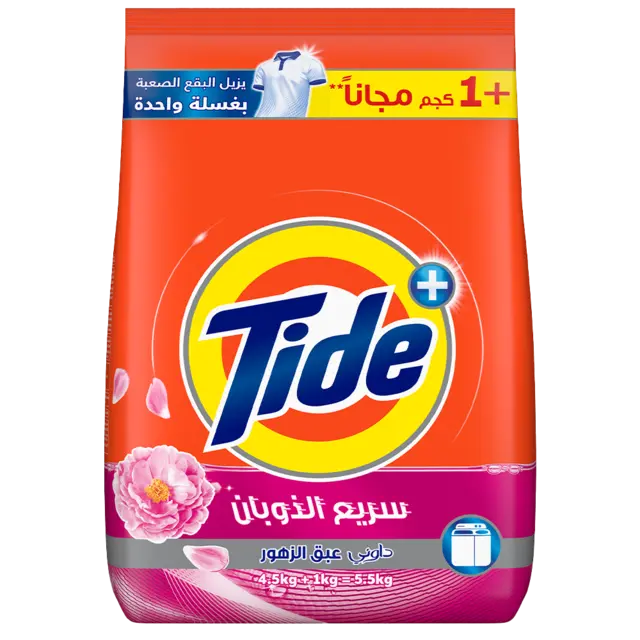 يزيل البقع الصعبة
بغسلة واحدة
+1 كجم مجاناً**
Tide+
سريع الذوبان
داوني عبق الزهور
4.5kg + 1kg = 5.5kg